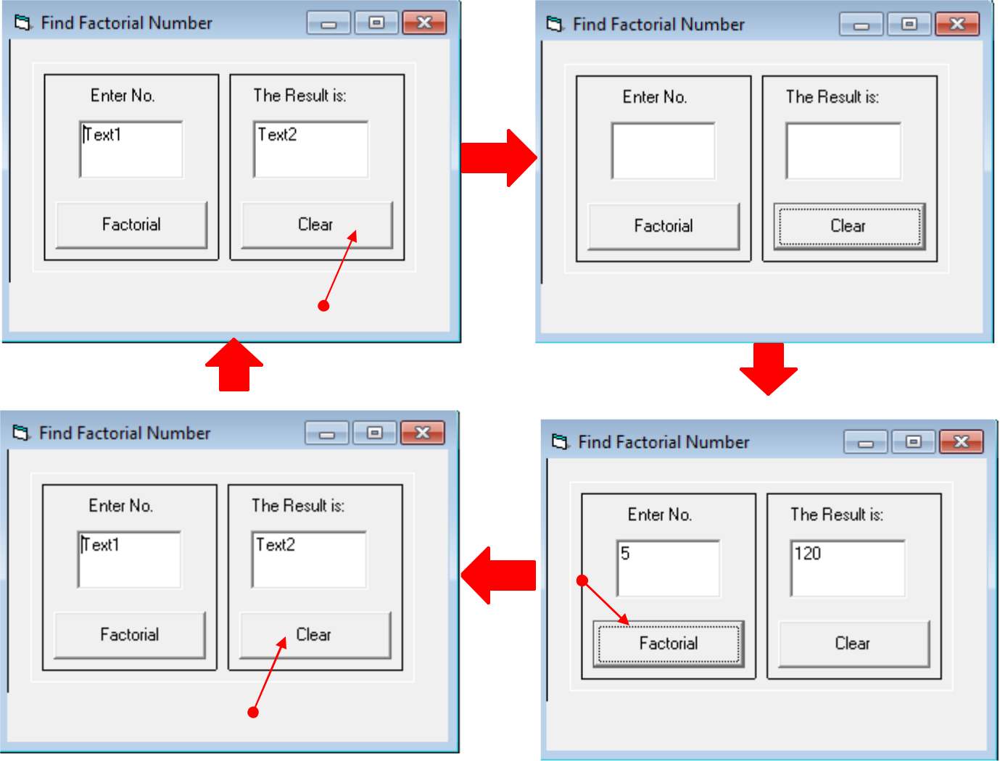 Find Factorial Number
Enter No.
The Result is:
Text1
Text2
Factorial
Clear
Find Factorial Number
Enter No.
The Result is:
Factorial
Clear
Find Factorial Number
Enter No.
The Result is:
Text1
Text2
Factorial
Clear
Find Factorial Number
Enter No.
The Result is:
5
120
Factorial
Clear